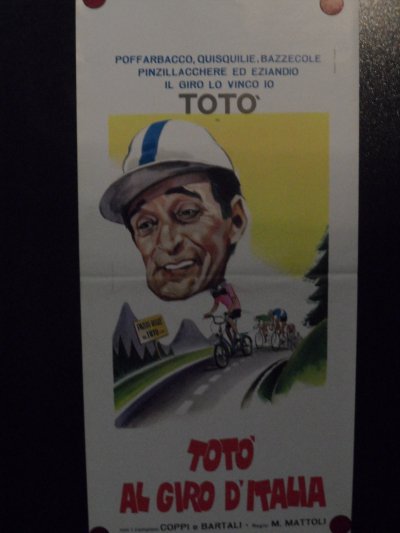 POFFARBACCO, QUISQUILIE, BAZZECOLE
PINZILLACCHERE ED EZIANDIO
IL GIRO LO VINCO IO
TOTO'
TOTO'
AL GIRO D'ITALIA
COPPI e BARTALI - Regia: M. MATTOLI